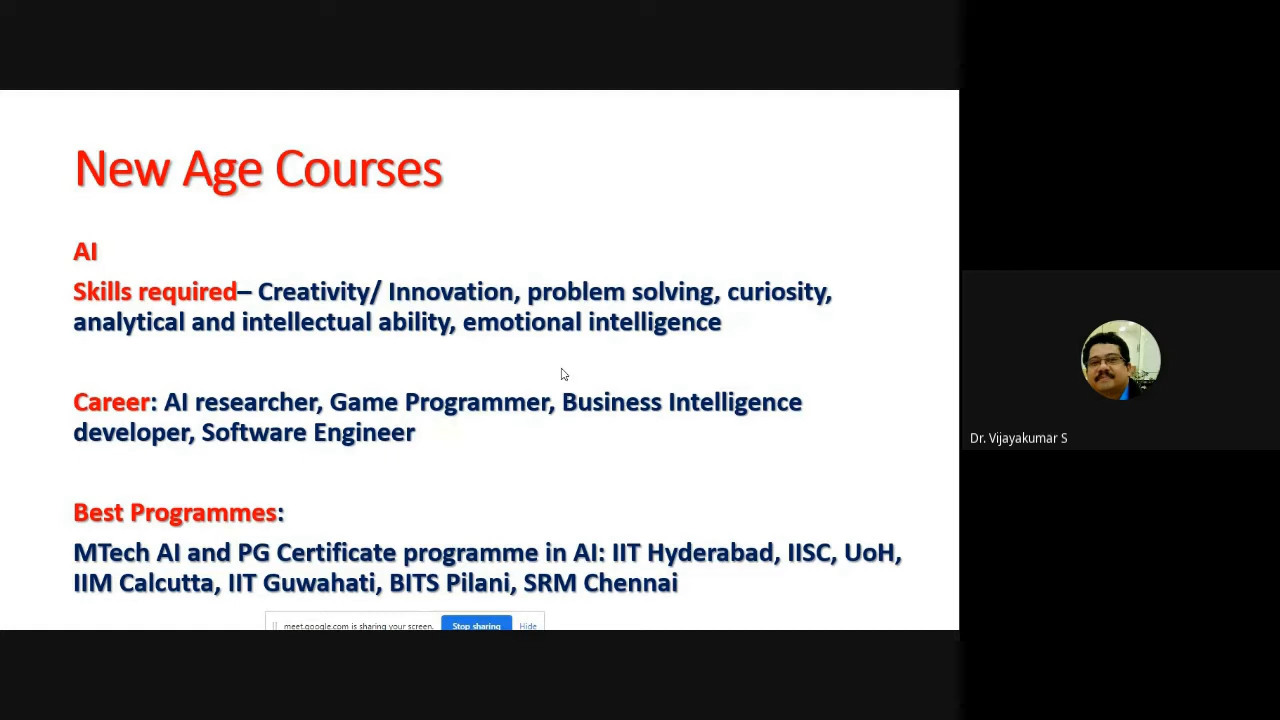 New Age Courses
AI
Skills required– Creativity/ Innovation, problem solving, curiosity,
analytical and intellectual ability, emotional intelligence
Career: AI researcher, Game Programmer, Business Intelligence
developer, Software Engineer
Best Programmes:
MTech AI and PG Certificate programme in AI: IIT Hyderabad, IISC, UoH,
IIM Calcutta, IIT Guwahati, BITS Pilani, SRM Chennai
meet.google.com is sharing your screen. Stop sharing Hide
Dr. Vijayakumar S